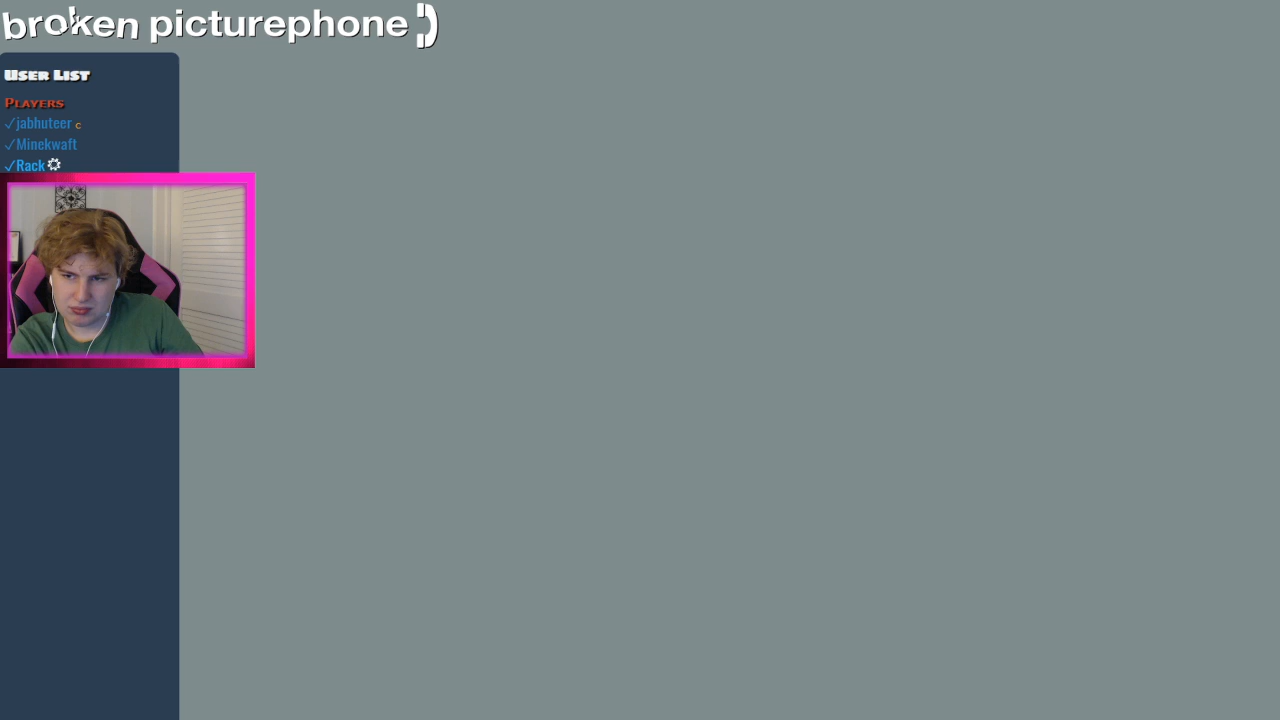 broken picturephone
User List
Players
✓jabhuteer c
✓Minekwaft
✓Rack